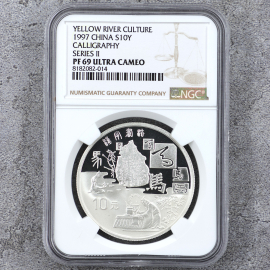 YELLOW RIVER CULTURE
1997 CHINA S10Y
CALLIGRAPHY
SERIES II
PF 69 ULTRA CAMEO
8182082-014
NUMISMATIC GUARANTY COMPANY
NGC
馬
10元